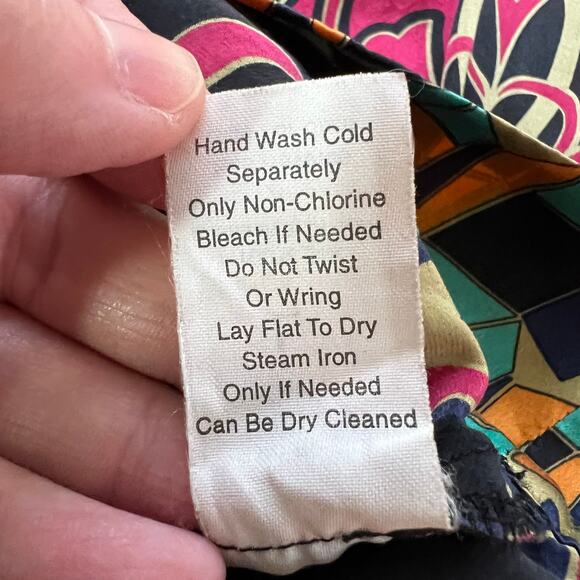 Hand Wash Cold
Separately
Only Non-Chlorine
Bleach If Needed
Do Not Twist
Or Wring
Lay Flat To Dry
Steam Iron
Only If Needed
Can Be Dry Cleaned